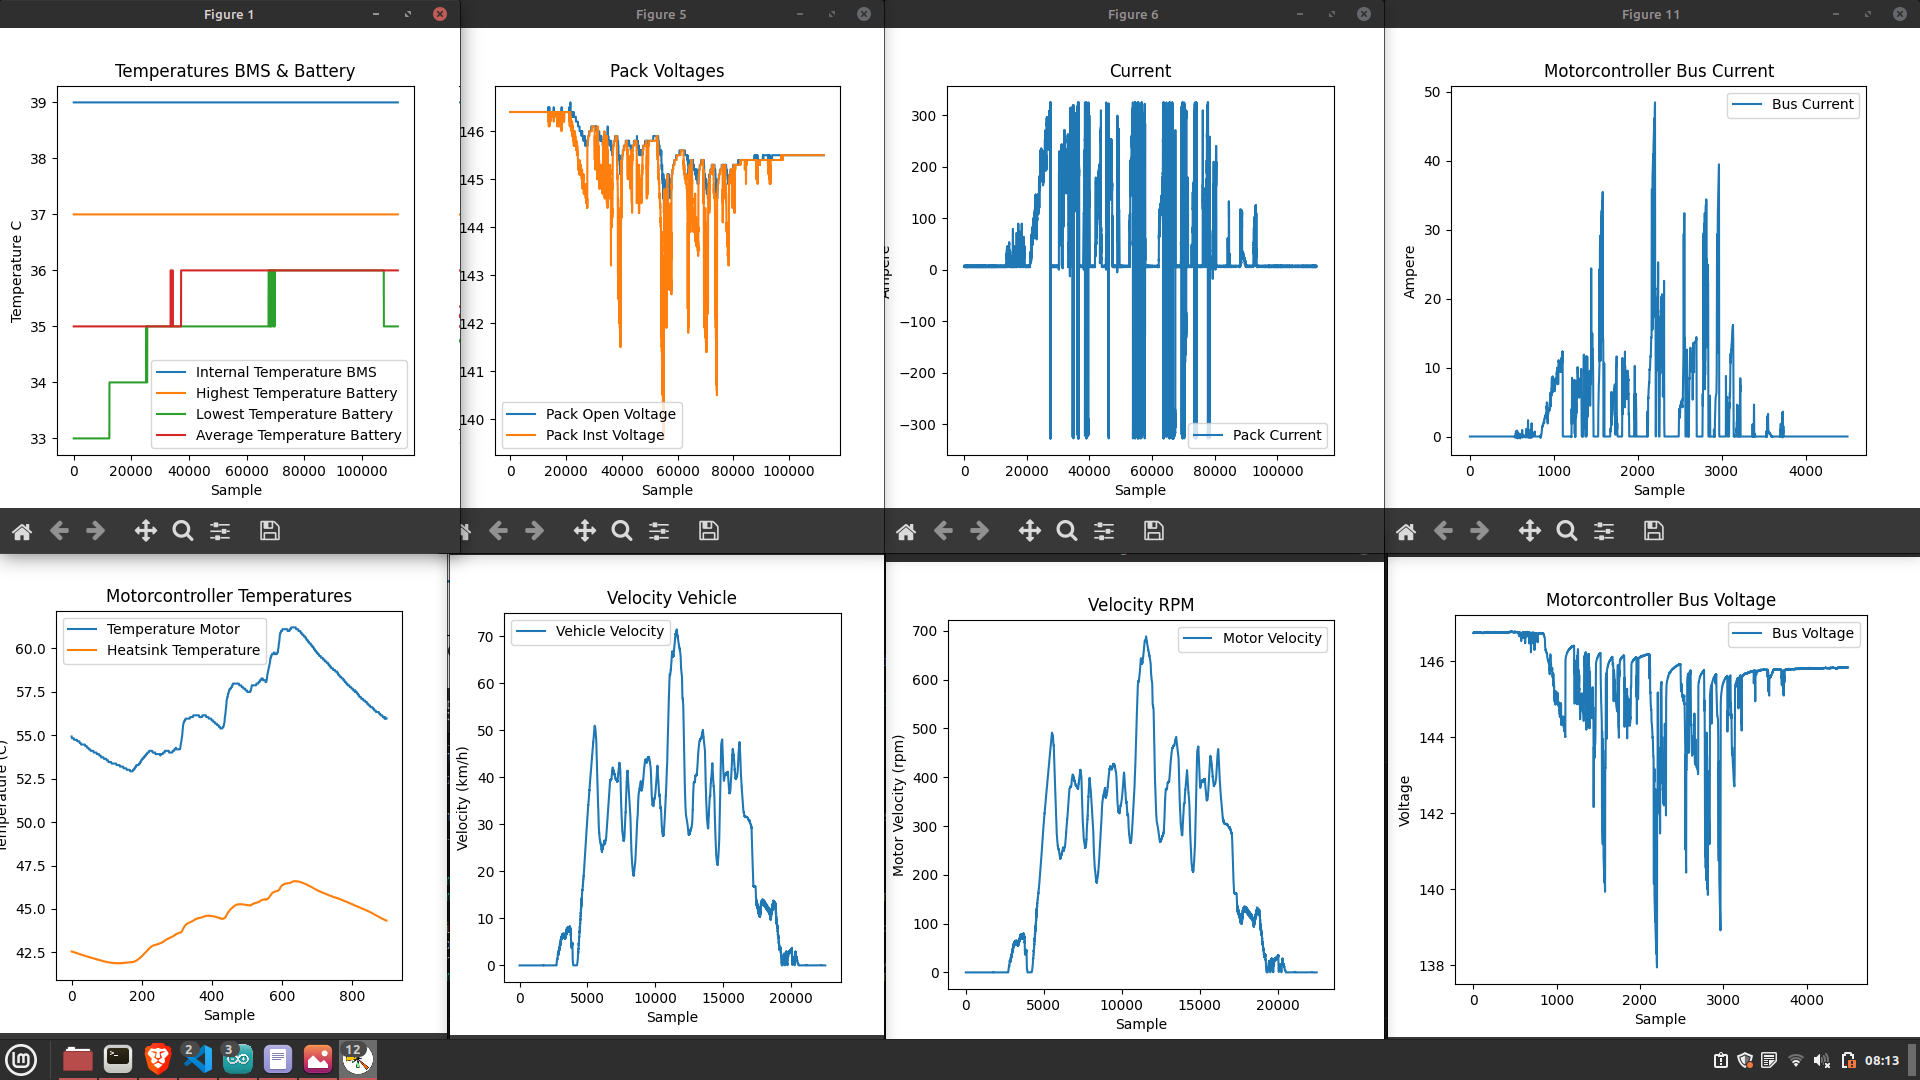 Figure 1
Figure 5
Figure 6
Figure 11
Temperatures BMS & Battery
39
38
37
36
35
34
33
Temperature C
Internal Temperature BMS
Highest Temperature Battery
Lowest Temperature Battery
Average Temperature Battery
0 20000 40000 60000 80000 100000
Sample
Pack Voltages
146
145
144
143
142
141
140
Pack Open Voltage
Pack Inst Voltage
0 20000 40000 60000 80000 100000
Sample
Current
300
200
100
0
−100
−200
−300
Pack Current
0 20000 40000 60000 80000 100000
Sample
Motorcontroller Bus Current
Bus Current
50
40
30
20
10
0
Ampere
0 1000 2000 3000 4000
Sample
Motorcontroller Temperatures
Temperature Motor
Heatsink Temperature
60.0
57.5
55.0
52.5
50.0
47.5
45.0
42.5
0 200 400 600 800
Sample
Velocity Vehicle
Vehicle Velocity
70
60
50
40
30
20
10
0
Velocity (km/h)
0 5000 10000 15000 20000
Sample
Velocity RPM
Motor Velocity
700
600
500
400
300
200
100
0
Motor Velocity (rpm)
0 5000 10000 15000 20000
Sample
Motorcontroller Bus Voltage
Bus Voltage
146
144
142
140
138
Voltage
0 1000 2000 3000 4000
Sample
2
3
12
08:13